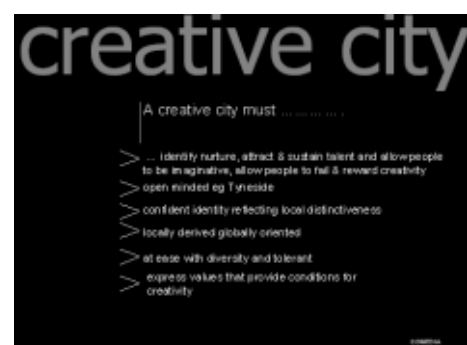 creative city
A creative city must ................
... identify nurture, attract & sustain talent and allow people
to be imaginative, allow people to fail & reward creativity
open minded eg Tyneside
confident identity reflecting local distinctiveness
locally derived globally oriented
at ease with diversity and tolerant
express values that provide conditions for
creativity